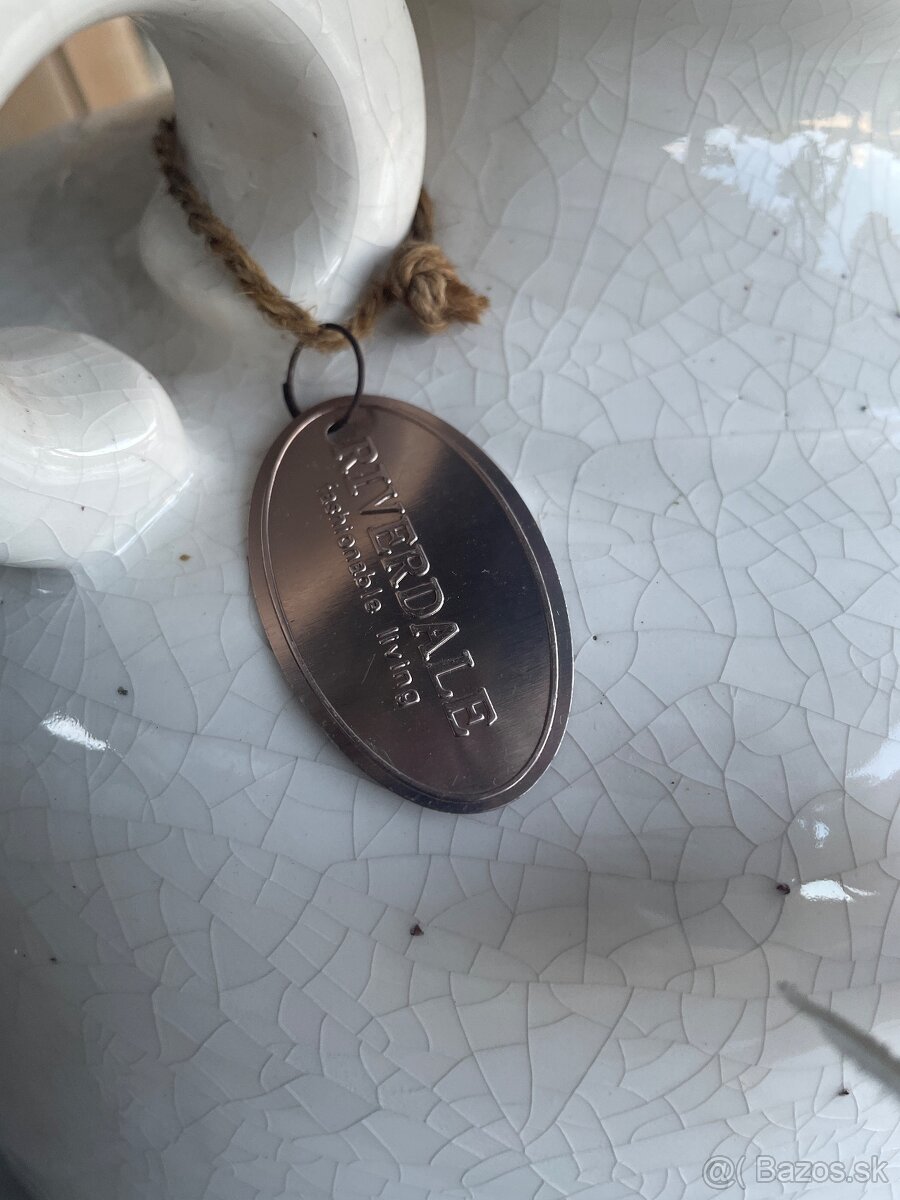 RIVERDALE
fashionable living
@( Bazos.sk